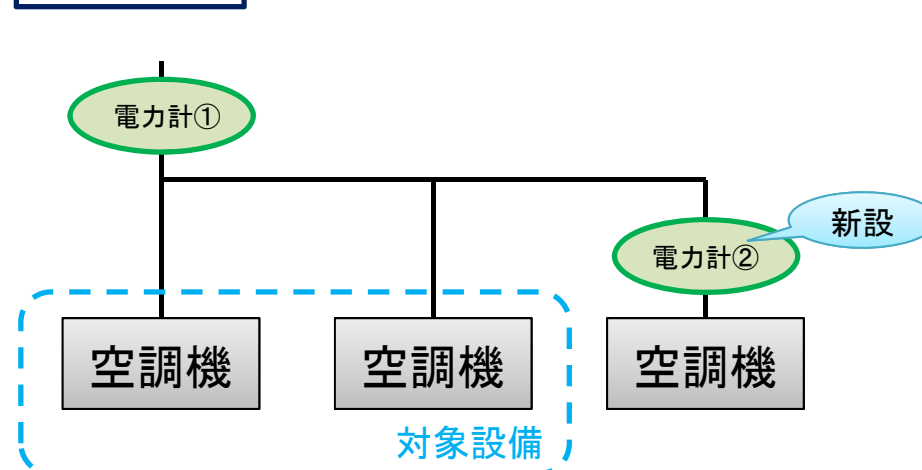 電力計①
新設
電力計②
空調機
空調機
空調機
対象設備